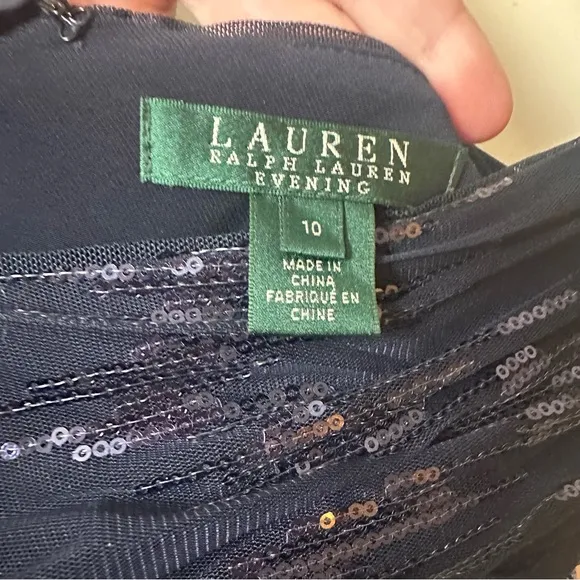 LAUREN
RALPH LAUREN
EVENING
10
MADE IN
CHINA
FABRIQUÉ EN
CHINE